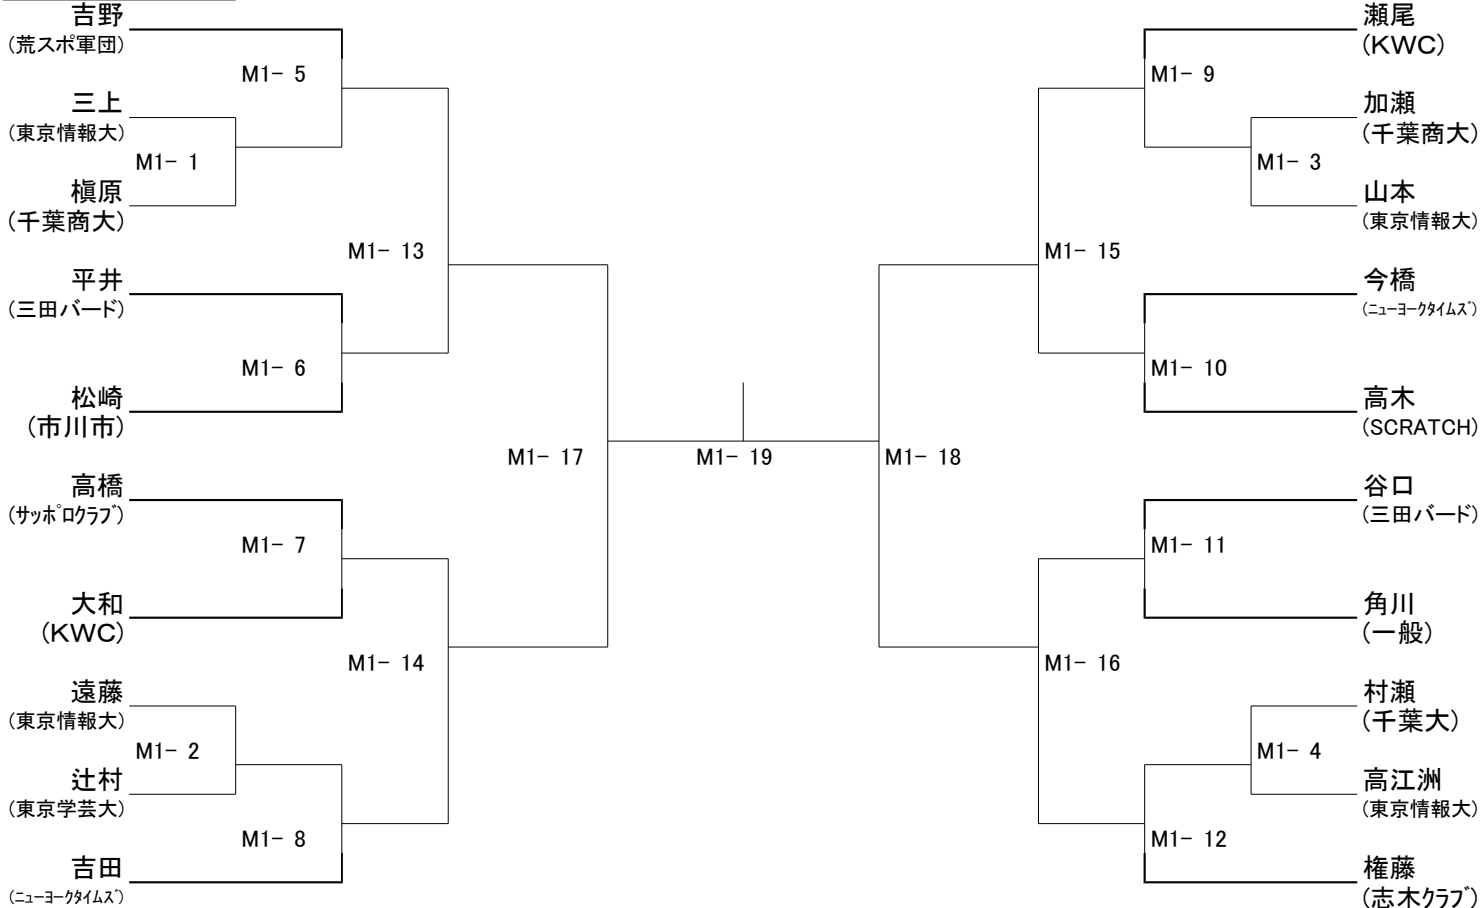 吉野
(荒スポ軍団)
M1- 5
三上
(東京情報大)
M1- 1
槇原
(千葉商大)
M1- 13
平井
(三田バード)
M1- 6
松崎
(市川市)
M1- 17
高橋
(サッポロクラブ)
M1- 7
大和
(KWC)
M1- 14
遠藤
(東京情報大)
M1- 2
辻村
(東京学芸大)
M1- 8
吉田
(ニューヨークタイムズ)
M1- 19
瀬尾
(KWC)
M1- 9
加瀬
(千葉商大)
M1- 3
山本
(東京情報大)
M1- 15
今橋
(ニューヨークタイムズ)
M1- 10
高木
(SCRATCH)
M1- 18
谷口
(三田バード)
M1- 11
角川
(一般)
M1- 16
村瀬
(千葉大)
M1- 4
高江洲
(東京情報大)
M1- 12
権藤
(志木クラブ)